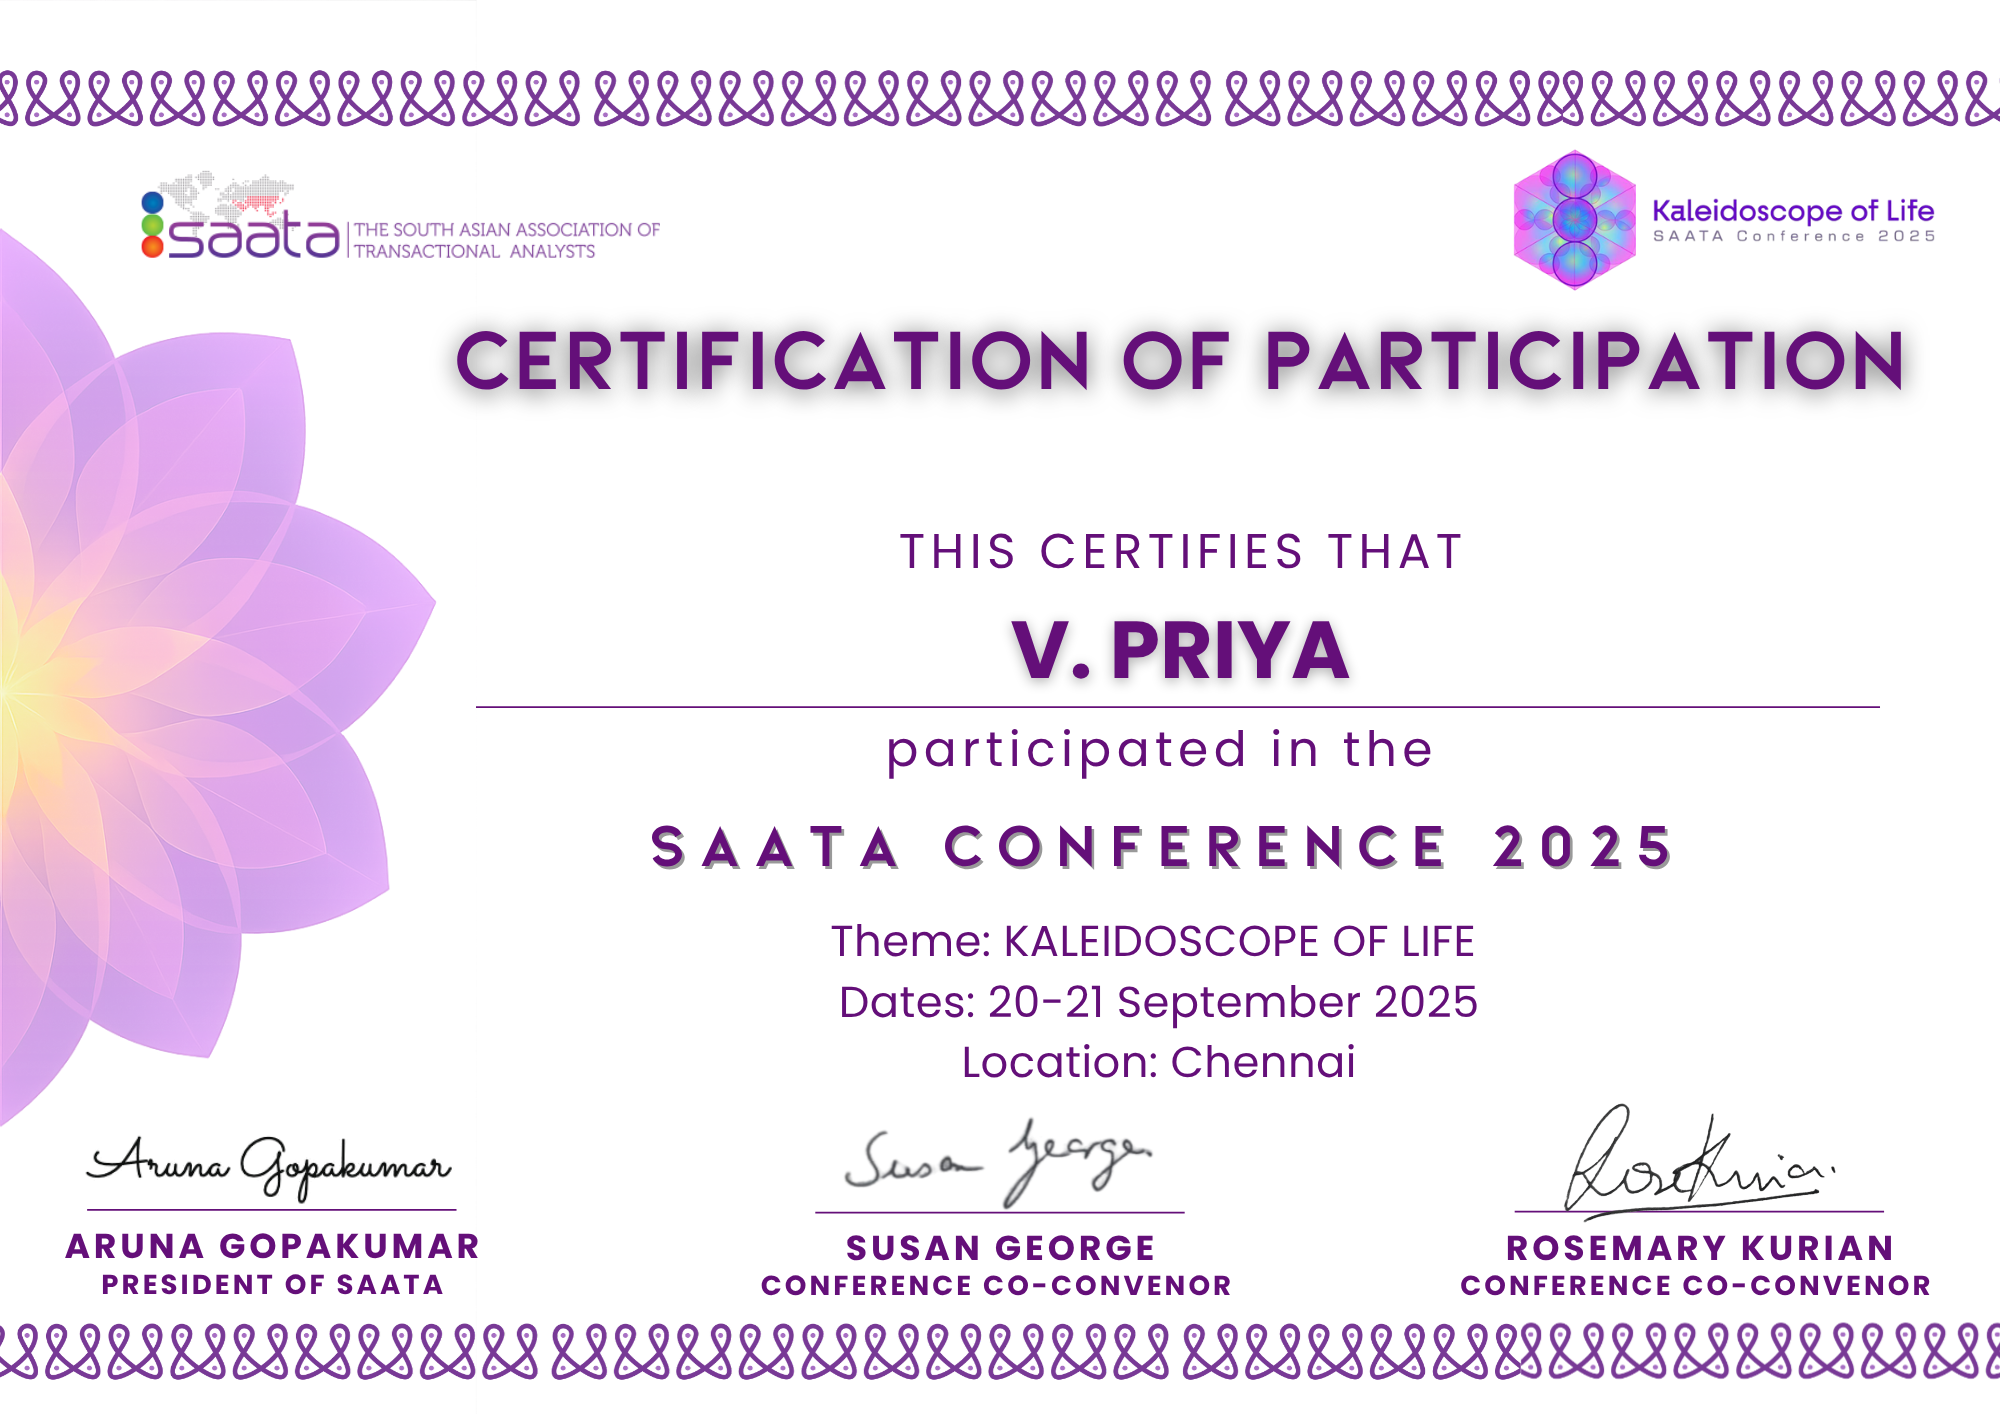 saata | THE SOUTH ASIAN ASSOCIATION OF
TRANSACTIONAL ANALYSTS
Kaleidoscope of Life
SAATA Conference 2025
CERTIFICATION OF PARTICIPATION
THIS CERTIFIES THAT
V. PRIYA
participated in the
SAATA CONFERENCE 2025
Theme: KALEIDOSCOPE OF LIFE
Dates: 20-21 September 2025
Location: Chennai
Aruna Gopakumar
ARUNA GOPAKUMAR
PRESIDENT OF SAATA
Susan George
SUSAN GEORGE
CONFERENCE CO-CONVENOR
ROSEMARY KURIAN
CONFERENCE CO-CONVENOR